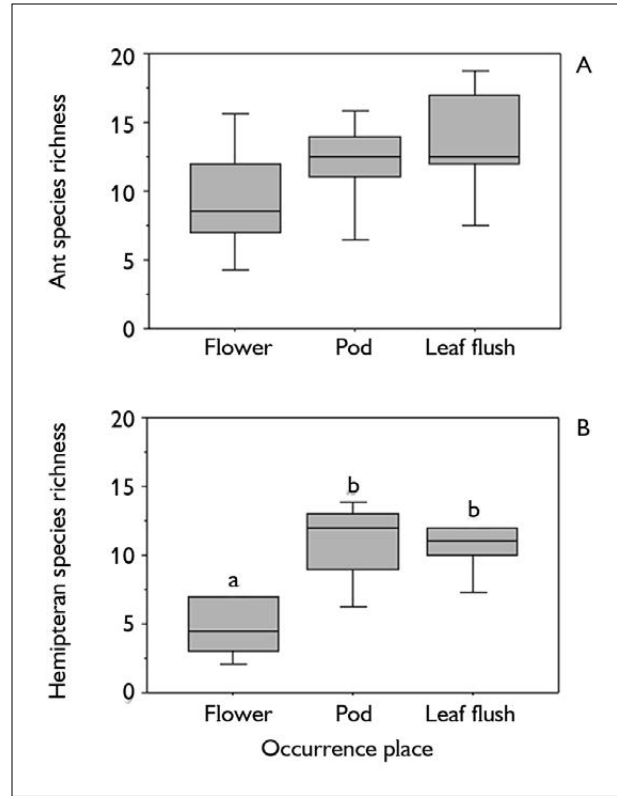 A
Ant species richness
20
15
10
5
0
Flower Pod Leaf flush
B
Hemipteran species richness
20
15
10
5
0
a
b
b
Flower Pod Leaf flush
Occurrence place